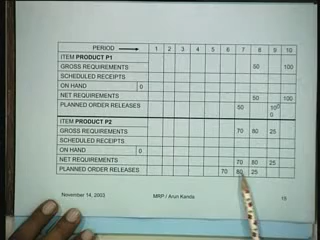 PERIOD 1 2 3 4 5 6 7 8 9 10
ITEM PRODUCT P1
GROSS REQUIREMENTS 50 100
SCHEDULED RECEIPTS
ON HAND 0
NET REQUIREMENTS 50 100
PLANNED ORDER RELEASES 50 100
0
ITEM PRODUCT P2
GROSS REQUIREMENTS 70 80 25
SCHEDULED RECEIPTS
ON HAND 0
NET REQUIREMENTS 70 80 25
PLANNED ORDER RELEASES 70 80 25
November 14, 2003 MRP / Arun Kanda 15